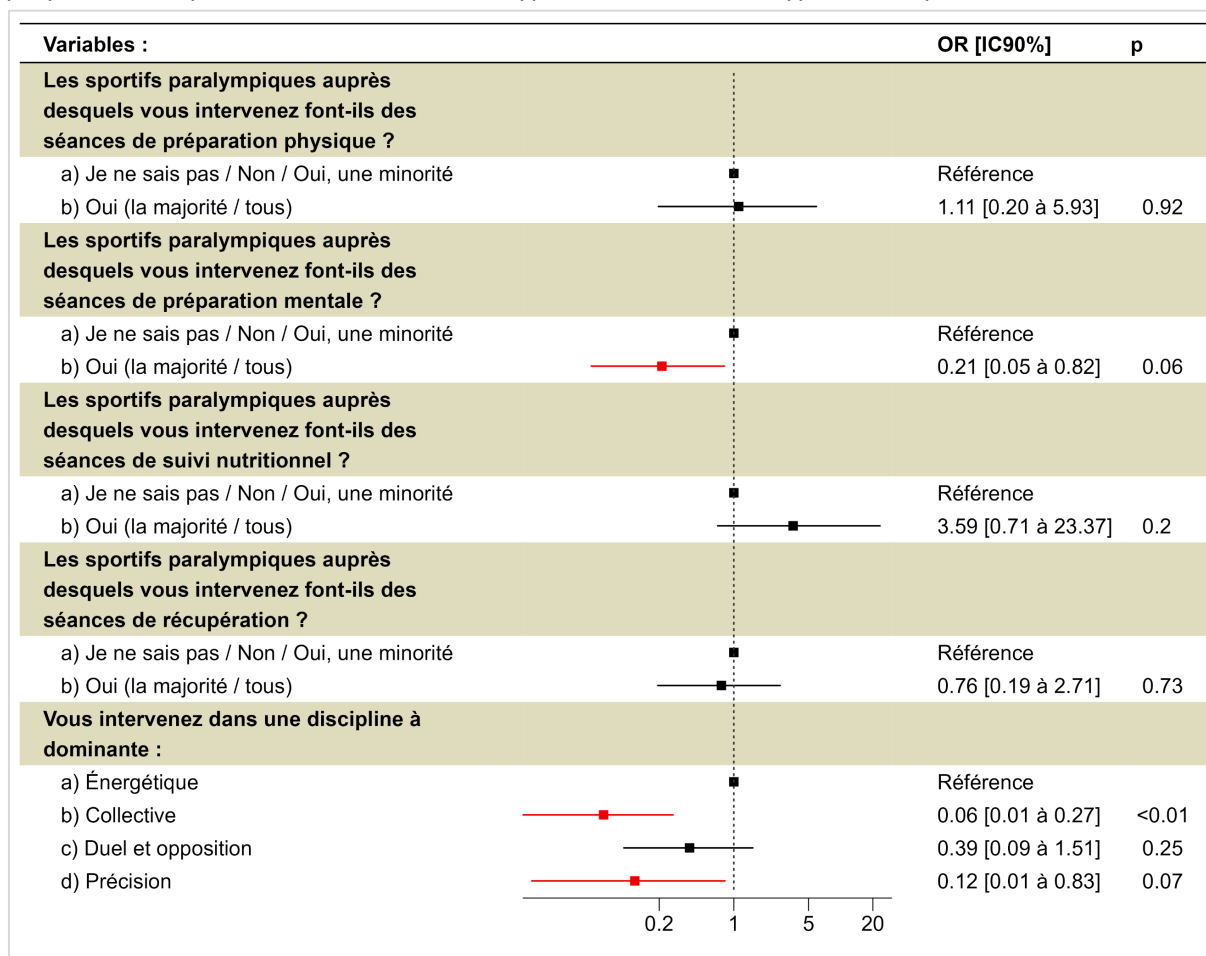 Variables : OR [IC90%] p
Les sportifs paralympiques auprès
desquels vous intervenez font-ils des
séances de préparation physique ?
a) Je ne sais pas / Non / Oui, une minorité Référence
b) Oui (la majorité / tous) 1.11 [0.20 à 5.93] 0.92
Les sportifs paralympiques auprès
desquels vous intervenez font-ils des
séances de préparation mentale ?
a) Je ne sais pas / Non / Oui, une minorité Référence
b) Oui (la majorité / tous) 0.21 [0.05 à 0.82] 0.06
Les sportifs paralympiques auprès
desquels vous intervenez font-ils des
séances de suivi nutritionnel ?
a) Je ne sais pas / Non / Oui, une minorité Référence
b) Oui (la majorité / tous) 3.59 [0.71 à 23.37] 0.2
Les sportifs paralympiques auprès
desquels vous intervenez font-ils des
séances de récupération ?
a) Je ne sais pas / Non / Oui, une minorité Référence
b) Oui (la majorité / tous) 0.76 [0.19 à 2.71] 0.73
Vous intervenez dans une discipline à
dominante :
a) Énergétique Référence
b) Collective 0.06 [0.01 à 0.27] <0.01
c) Duel et opposition 0.39 [0.09 à 1.51] 0.25
d) Précision 0.12 [0.01 à 0.83] 0.07
0.2 1 5 20